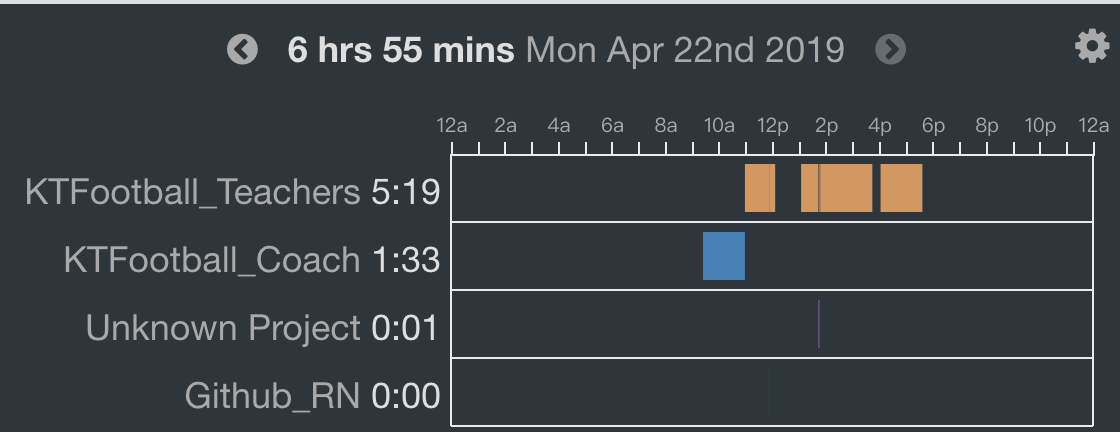 6 hrs 55 mins Mon Apr 22nd 2019
12a 2a 4a 6a 8a 10a 12p 2p 4p 6p 8p 10p 12a
KTFootball_Teachers 5:19
KTFootball_Coach 1:33
Unknown Project 0:01
Github_RN 0:00